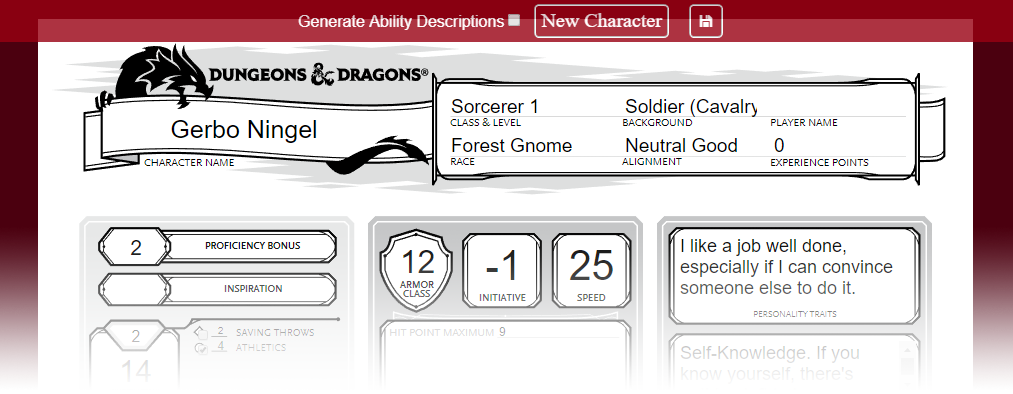 Generate Ability Descriptions
New Character
DUNGEONS & DRAGONS®
Gerbo Ningel
CHARACTER NAME
Sorcerer 1
Soldier (Cavalry
CLASS & LEVEL
BACKGROUND
PLAYER NAME
Forest Gnome
Neutral Good
0
RACE
ALIGNMENT
EXPERIENCE POINTS
2
PROFICIENCY BONUS
INSPIRATION
2
14
2 SAVING THROWS
4 ATHLETICS
12
ARMOR
CLASS
-1
INITIATIVE
25
SPEED
HIT POINT MAXIMUM 9
I like a job well done,
especially if I can convince
someone else to do it.
PERSONALITY TRAITS
Self-Knowledge. If you
know yourself, there's